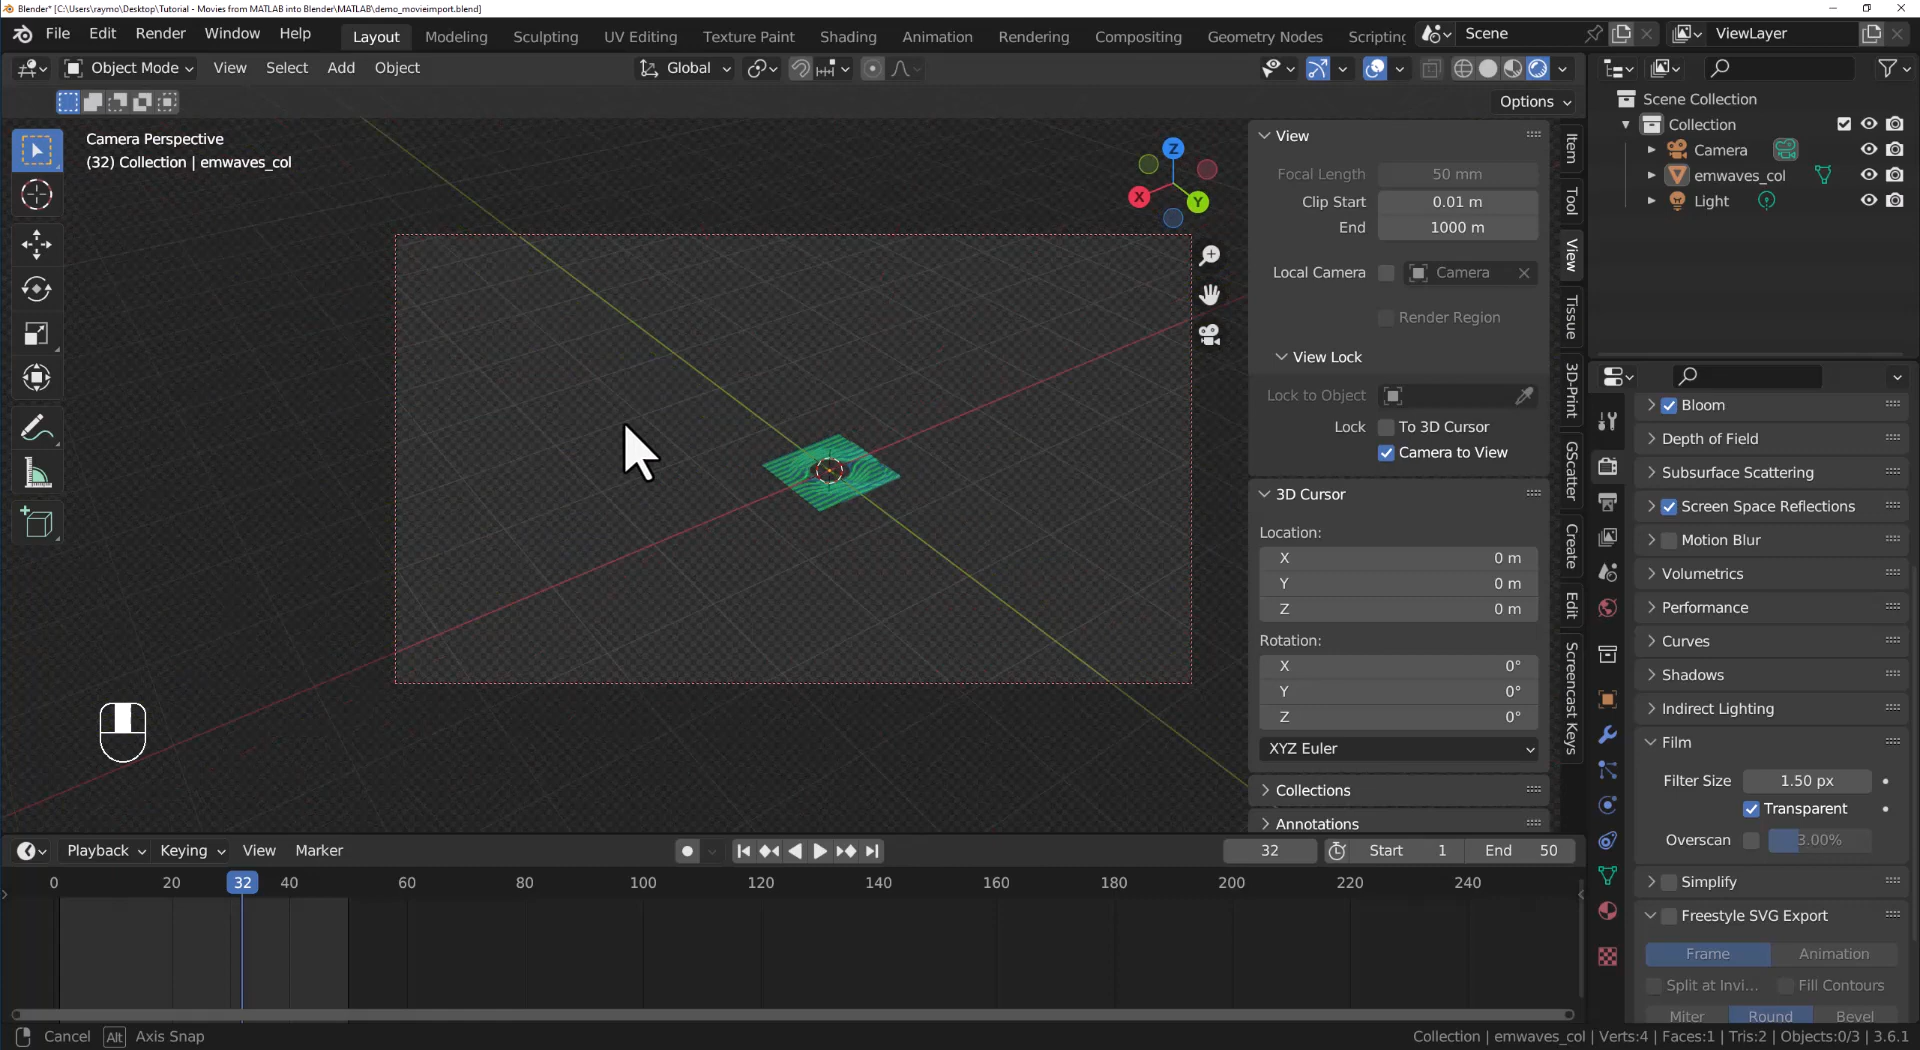 Blender* [C:\Users\raymo\Desktop\Tutorial - Movies from MATLAB into Blender\MATLAB\demo_movieimport.blend]
File Edit Render Window Help Layout Modeling Sculpting UV Editing Texture Paint Shading Animation Rendering Compositing Geometry Nodes Scripting Scene ViewLayer
Object Mode View Select Add Object Global
Options
Camera Perspective
(32) Collection | emwaves_col
Z
X
Y
View
Focal Length 50 mm
Clip Start 0.01 m
End 1000 m
Local Camera Camera
Render Region
View Lock
Lock to Object
Lock To 3D Cursor
Camera to View
3D Cursor
Location:
X 0 m
Y 0 m
Z 0 m
Rotation:
X 0°
Y 0°
Z 0°
XYZ Euler
Collections
Annotations
Item
Tool
View
Tissue
3D-Print
GScatter
Create
Edit
Screencast Keys
Scene Collection
Collection
Camera
emwaves_col
Light
Bloom
Depth of Field
Subsurface Scattering
Screen Space Reflections
Motion Blur
Volumetrics
Performance
Curves
Shadows
Indirect Lighting
Film
Filter Size 1.50 px
Transparent
Overscan 3.00%
Simplify
Freestyle SVG Export
Frame Animation
Split at Invi... Fill Contours
Miter Round Bevel
Playback Keying View Marker 32 Start 1 End 50
0 20 32 40 60 80 100 120 140 160 180 200 220 240
Cancel Alt Axis Snap Collection | emwaves_col | Verts:4 | Faces:1 | Tris:2 | Objects:0/3 | 3.6.1